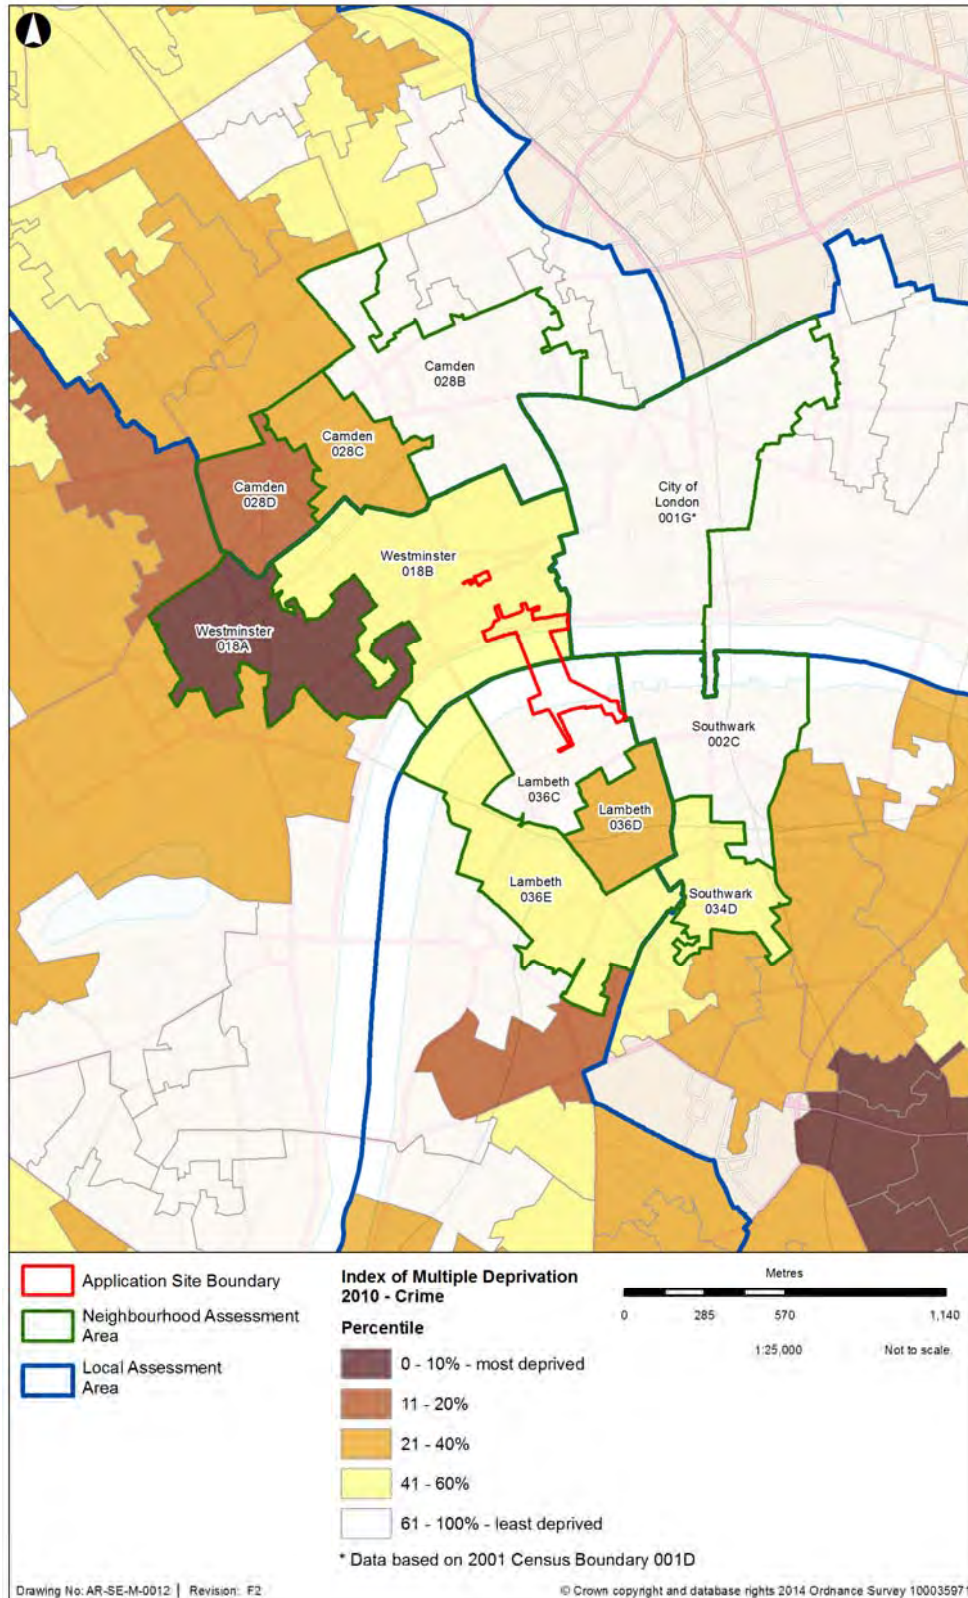 Camden
028B
Camden
028C
Camden
028D
City of
London
001G*
Westminster
018B
Westminster
018A
Southwark
002C
Lambeth
036C
Lambeth
036D
Lambeth
036E
Southwark
034D
Application Site Boundary
Neighbourhood Assessment
Area
Local Assessment
Area
Index of Multiple Deprivation
2010 - Crime
Percentile
0 - 10% - most deprived
11 - 20%
21 - 40%
41 - 60%
61 - 100% - least deprived
* Data based on 2001 Census Boundary 001D
Metres
0 285 570 1,140
1:25,000 Not to scale
Drawing No: AR-SE-M-0012 | Revision: F2
© Crown copyright and database rights 2014 Ordnance Survey 100035971